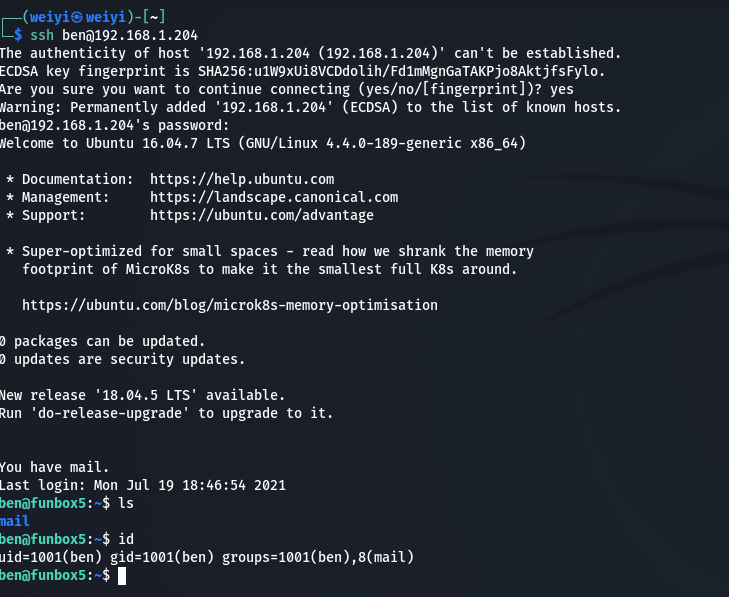 ┌──(weiyi㉿weiyi)-[~]
└─$ ssh ben@192.168.1.204
The authenticity of host '192.168.1.204 (192.168.1.204)' can't be established.
ECDSA key fingerprint is SHA256:u1W9xUi8VCDdolih/Fd1mMgnGaTAKPjo8AktjfsFylo.
Are you sure you want to continue connecting (yes/no/[fingerprint])? yes
Warning: Permanently added '192.168.1.204' (ECDSA) to the list of known hosts.
ben@192.168.1.204's password:
Welcome to Ubuntu 16.04.7 LTS (GNU/Linux 4.4.0-189-generic x86_64)

 * Documentation:  https://help.ubuntu.com
 * Management:     https://landscape.canonical.com
 * Support:        https://ubuntu.com/advantage

 * Super-optimized for small spaces - read how we shrank the memory
   footprint of MicroK8s to make it the smallest full K8s around.

   https://ubuntu.com/blog/microk8s-memory-optimisation

0 packages can be updated.
0 updates are security updates.

New release '18.04.5 LTS' available.
Run 'do-release-upgrade' to upgrade to it.


You have mail.
Last login: Mon Jul 19 18:46:54 2021
ben@funbox5:~$ ls
mail
ben@funbox5:~$ id
uid=1001(ben) gid=1001(ben) groups=1001(ben),8(mail)
ben@funbox5:~$